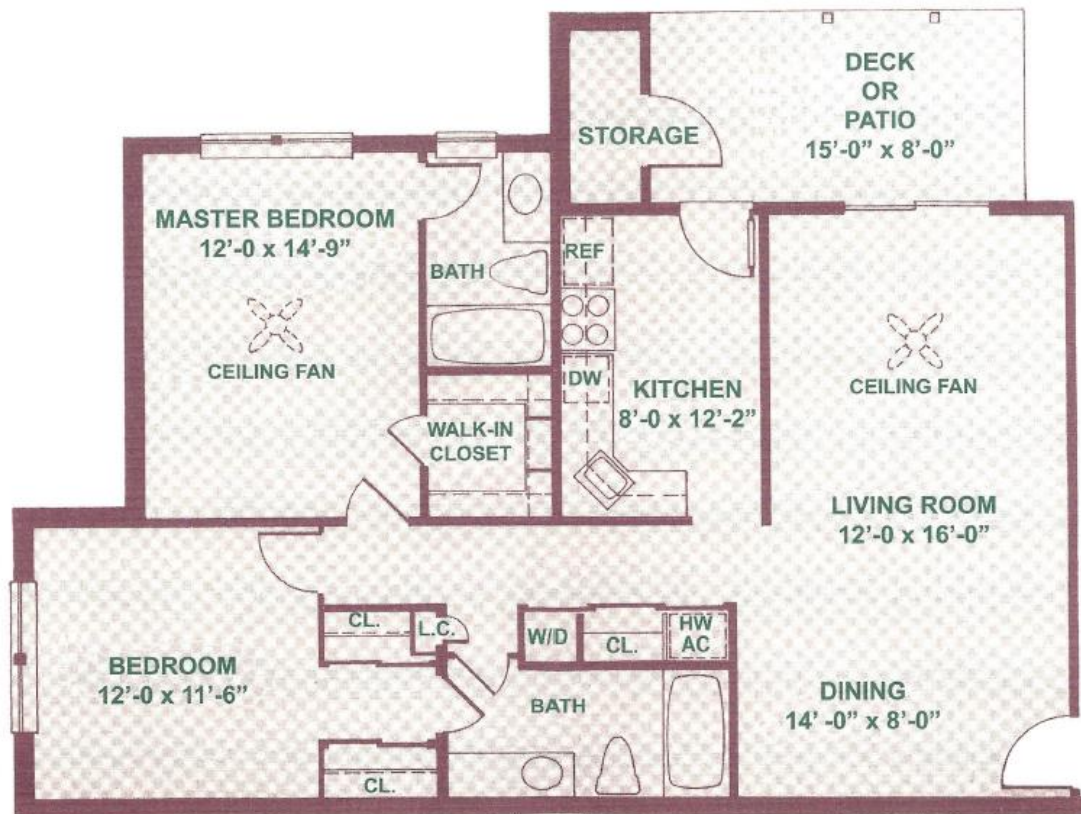 DECK
OR
PATIO
15'-0" x 8'-0"
STORAGE
MASTER BEDROOM
12'-0 x 14'-9"
CEILING FAN
BATH
REF
DW
KITCHEN
8'-0 x 12'-2"
CEILING FAN
WALK-IN
CLOSET
LIVING ROOM
12'-0 x 16'-0"
CL.
L.C.
W/D
CL.
HW
AC
BEDROOM
12'-0 x 11'-6"
BATH
DINING
14' -0" x 8'-0"
CL.